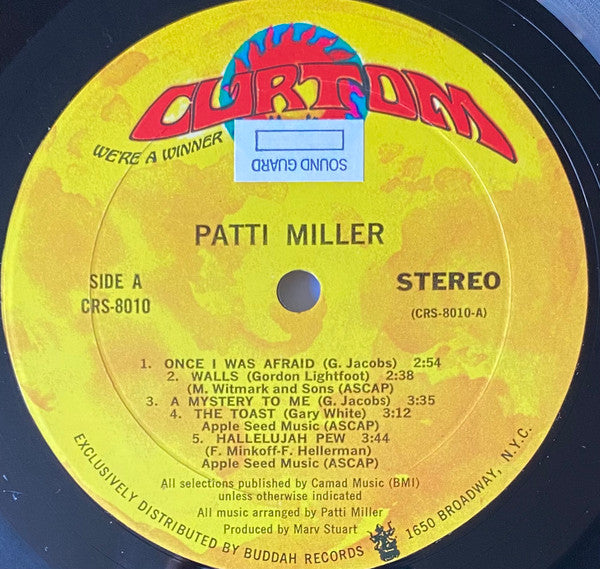 CURTOM
WE'RE A WINNER
SOUND GUARD
PATTI MILLER
SIDE A
CRS-8010
STEREO
(CRS-8010-A)
1. ONCE I WAS AFRAID (G. Jacobs) 2:54
2. WALLS (Gordon Lightfoot) 2:38
(M. Witmark and Sons (ASCAP)
3. A MYSTERY TO ME (G. Jacobs) 3:35
4. THE TOAST (Gary White) 3:12
Apple Seed Music (ASCAP)
5. HALLELUJAH PEW 3:44
(F. Minkoff-F. Hellerman)
Apple Seed Music (ASCAP)
All selections published by Camad Music (BMI)
unless otherwise indicated
All music arranged by Patti Miller
Produced by Marv Stuart
EXCLUSIVELY DISTRIBUTED BY BUDDAH RECORDS 1650 BROADWAY, N.Y.C.